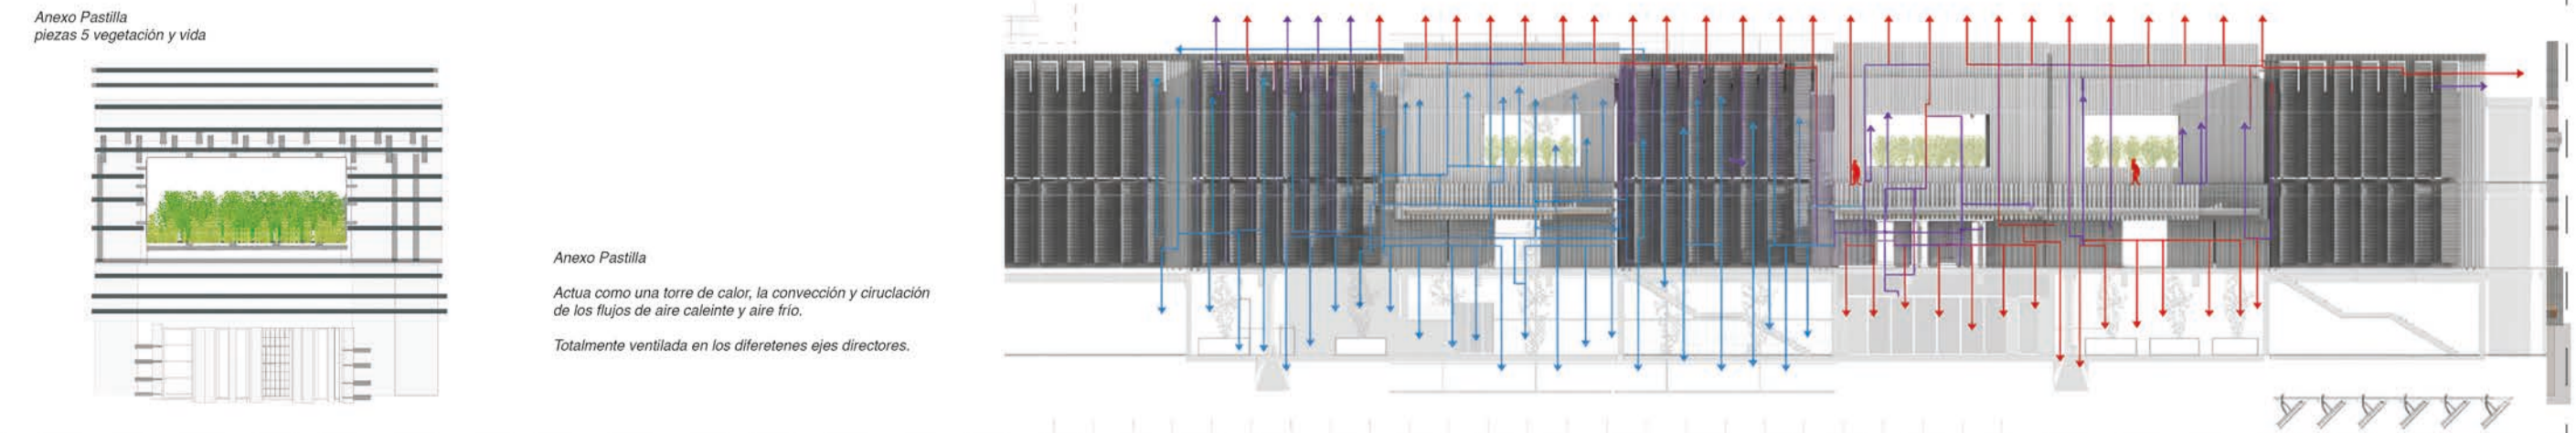 Anexo Pastilla
piezas 5 vegetación y vida
Anexo Pastilla
Actua como una torre de calor, la convección y ciruclación
de los flujos de aire caleinte y aire frío.
Totalmente ventilada en los diferetenes ejes directores.